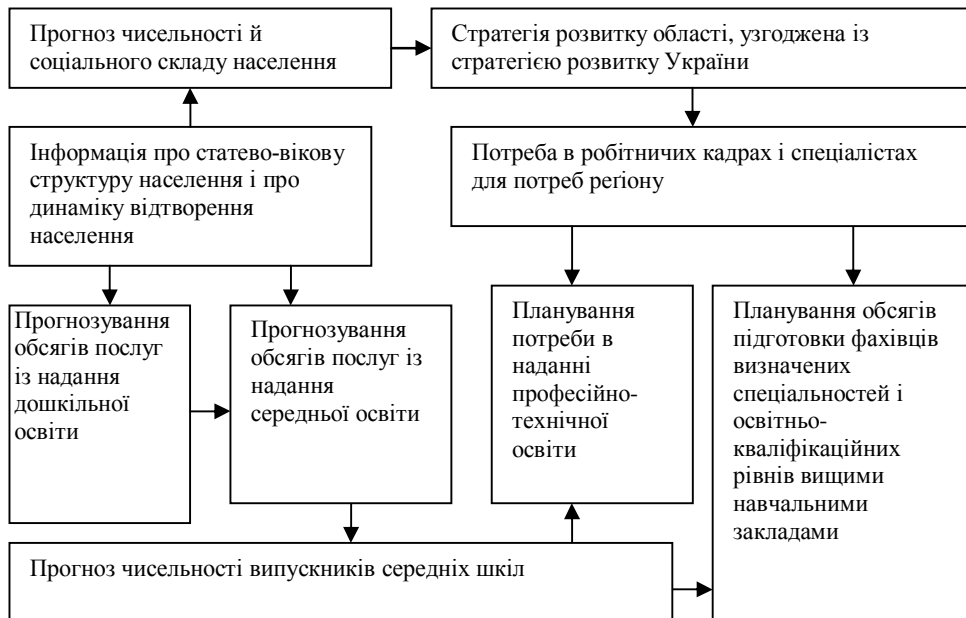 Прогноз чисельності й
соціального складу населення
Стратегія розвитку області, узгоджена із
стратегією розвитку України
Інформація про статево-вікову
структуру населення і про
динаміку відтворення
населення
Потреба в робітничих кадрах і спеціалістах
для потреб регіону
Прогнозування
обсягів послуг
із надання
дошкільної
освіти
Прогнозування
обсягів послуг із
надання
середньої освіти
Планування
потреби в
наданні
професійно-
технічної
освіти
Планування обсягів
підготовки фахівців
визначених
спеціальностей і
освітньо-
кваліфікаційних
рівнів вищими
навчальними
закладами
Прогноз чисельності випускників середніх шкіл